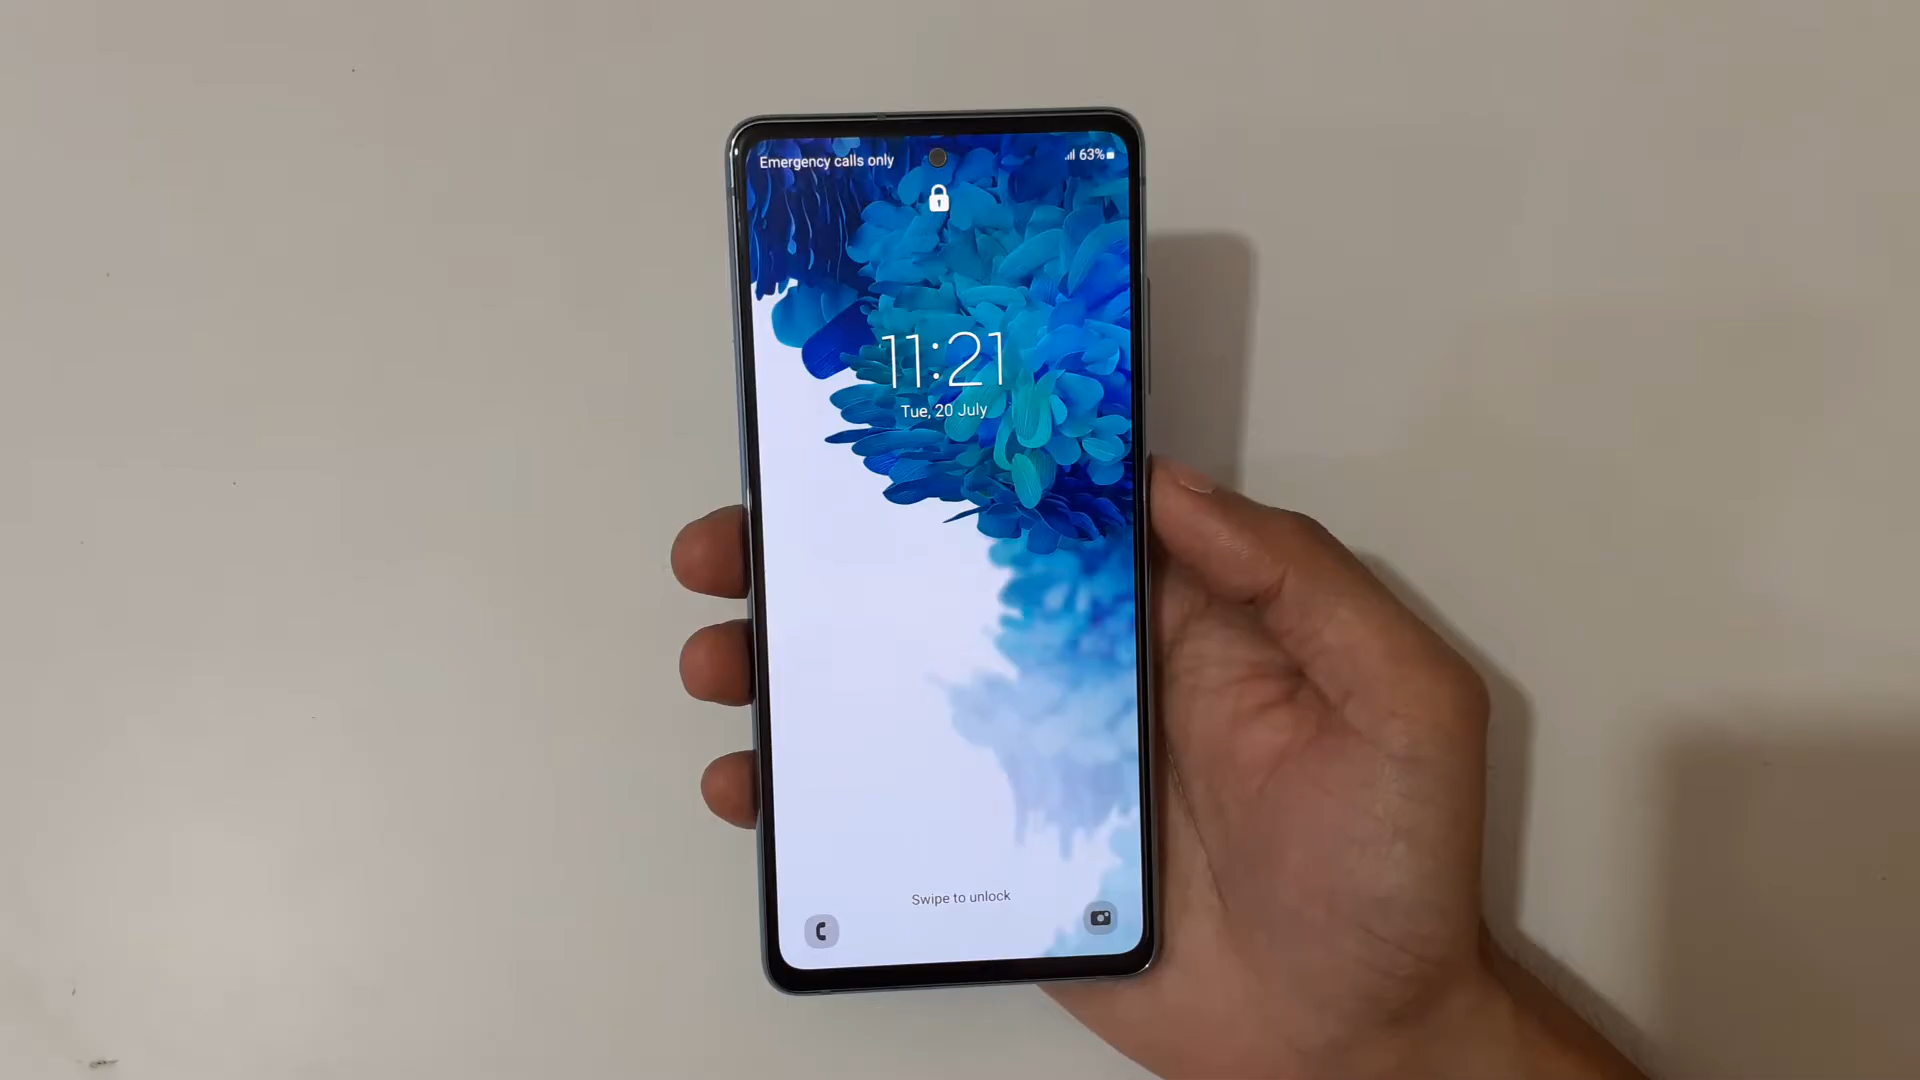 Emergency calls only
63%
11:21
Tue, 20 July
Swipe to unlock